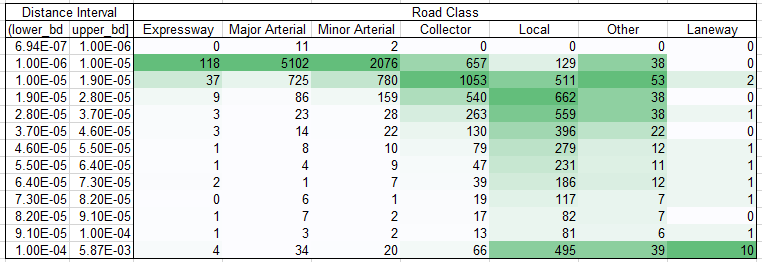 Distance Interval Road Class
(lower_bd upper_bd] Expressway Major Arterial Minor Arterial Collector Local Other Laneway
6.94E-07 1.00E-06 0 11 2 0 0 0 0
1.00E-06 1.00E-05 118 5102 2076 657 129 38 0
1.00E-05 1.90E-05 37 725 780 1053 511 53 2
1.90E-05 2.80E-05 9 86 159 540 662 38 0
2.80E-05 3.70E-05 3 23 28 263 559 38 1
3.70E-05 4.60E-05 3 14 22 130 396 22 0
4.60E-05 5.50E-05 1 8 10 79 279 12 1
5.50E-05 6.40E-05 1 4 9 47 231 11 1
6.40E-05 7.30E-05 2 1 7 39 186 12 1
7.30E-05 8.20E-05 0 6 1 19 117 7 1
8.20E-05 9.10E-05 1 7 2 17 82 7 0
9.10E-05 1.00E-04 1 3 2 13 81 6 1
1.00E-04 5.87E-03 4 34 20 66 495 39 10